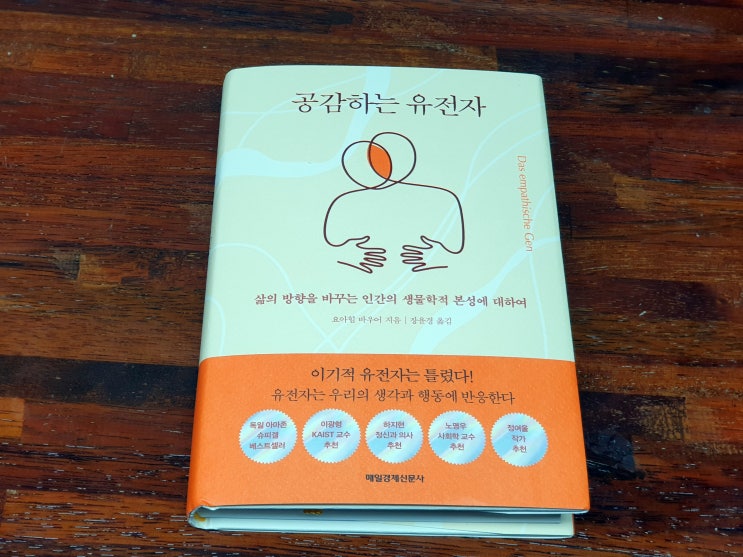 공감하는 유전자
Das empathische Gen
삶의 방향을 바꾸는 인간의 생물학적 본성에 대하여
요아힘 바우어 지음 | 장윤경 옮김
이기적 유전자는 틀렸다!
유전자는 우리의 생각과 행동에 반응한다
독일 아마존
슈피겔
베스트셀러
이광형
KAIST 교수
추천
하지현
정신과 의사
추천
노명우
사회학 교수
추천
정여울
작가
추천
매일경제신문사